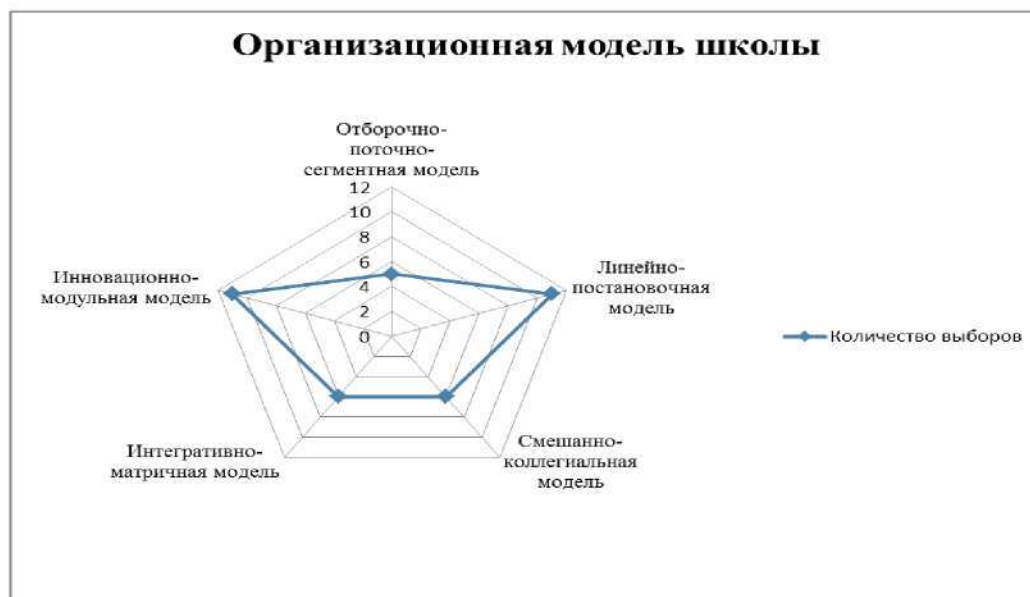 Организационная модель школы
Отборочно-
поточно-
сегментная модель
12
10
8
6
4
2
0
Линейно-
постановочная
модель
Смешанно-
коллегиальная
модель
Интегративно-
матричная модель
Инновационно-
модульная модель
Количество выборов